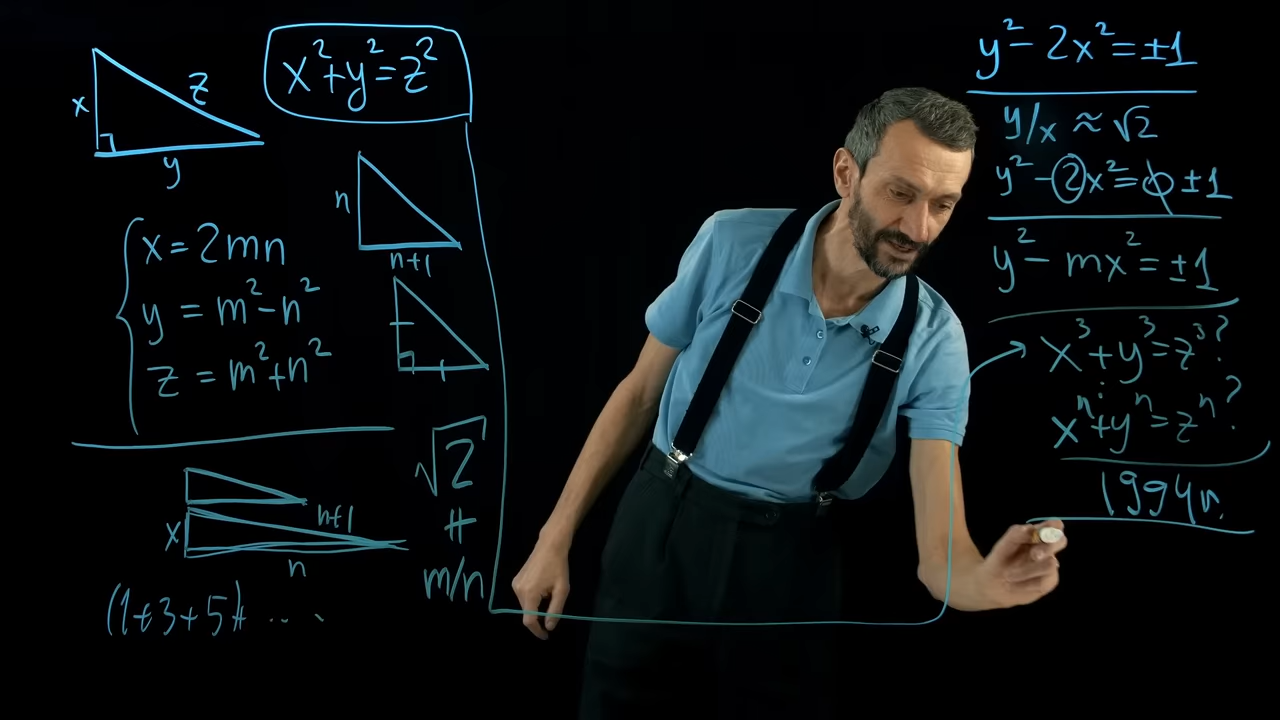 x
z
y
x²+y²=z²
n
n+1
x=2mn
y=m²-n²
z=m²+n²
n+1
x
n
(1+3+5)+ ...
√2
≠
m/n
y²-2x²=±1
y/x≈√2
y²-2x²=0±1
y²-mx²=±1
x³+y³=z³?
xⁿ+yⁿ=zⁿ?
1994г.